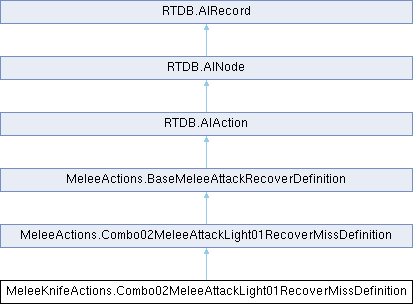 RTDB.AIRecord
RTDB.AINode
RTDB.AIAction
MeleeActions.BaseMeleeAttackRecoverDefinition
MeleeActions.Combo02MeleeAttackLight01RecoverMissDefinition
MeleeKnifeActions.Combo02MeleeAttackLight01RecoverMissDefinition